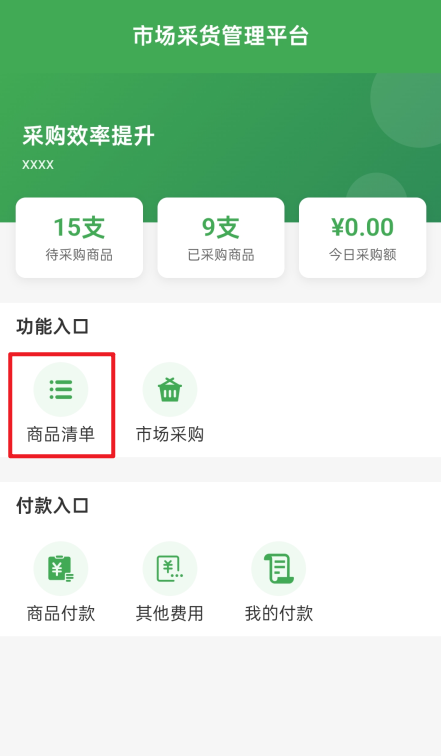 市场采货管理平台
采购效率提升
xxxx
15支 9支 ¥0.00
待采购商品 已采购商品 今日采购额
功能入口
商品清单 市场采购
付款入口
商品付款 其他费用 我的付款